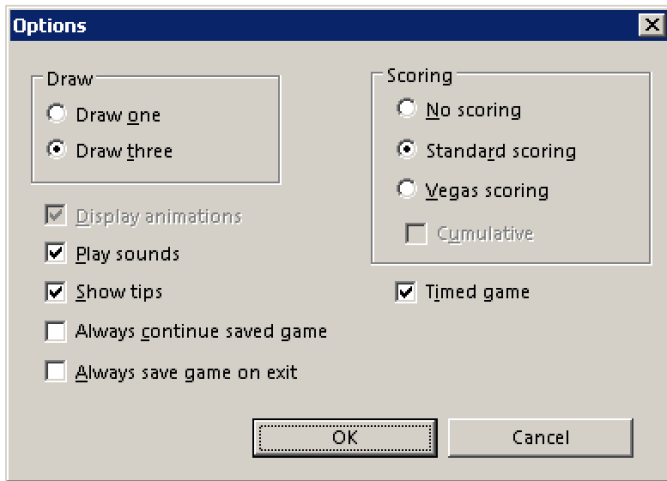 Options
Draw
Draw one
Draw three
Display animations
Play sounds
Show tips
Always continue saved game
Always save game on exit
Scoring
No scoring
Standard scoring
Vegas scoring
Cumulative
Timed game
OK
Cancel